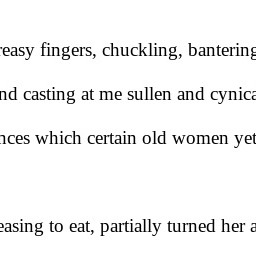 reasy fingers, chuckling, bantering
nd casting at me sullen and cynica
nces which certain old women yet
easing to eat, partially turned her a